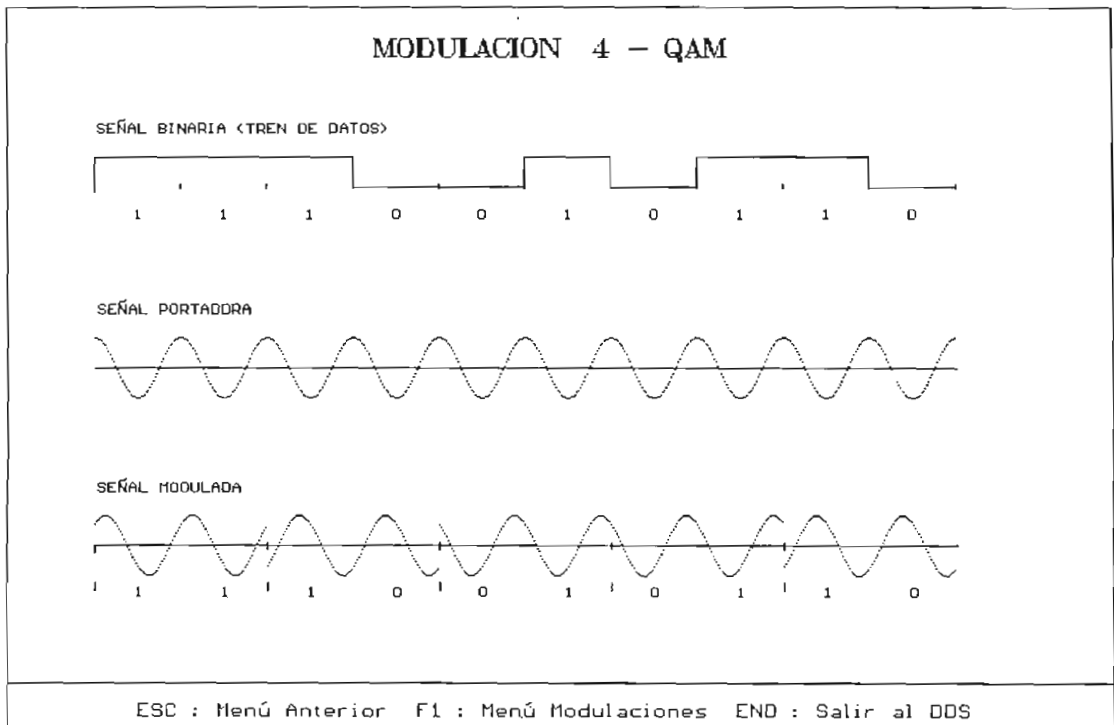 MODULACION 4 - QAM
SEÑAL BINARIA (TREN DE DATOS)
1 1 1 0 0 1 0 1 1 0
SEÑAL PORTADORA
SEÑAL MODULADA
1 1 1 0 0 1 0 1 1 0
ESC : Menú Anterior F1 : Menú Modulaciones END : Salir al DOS